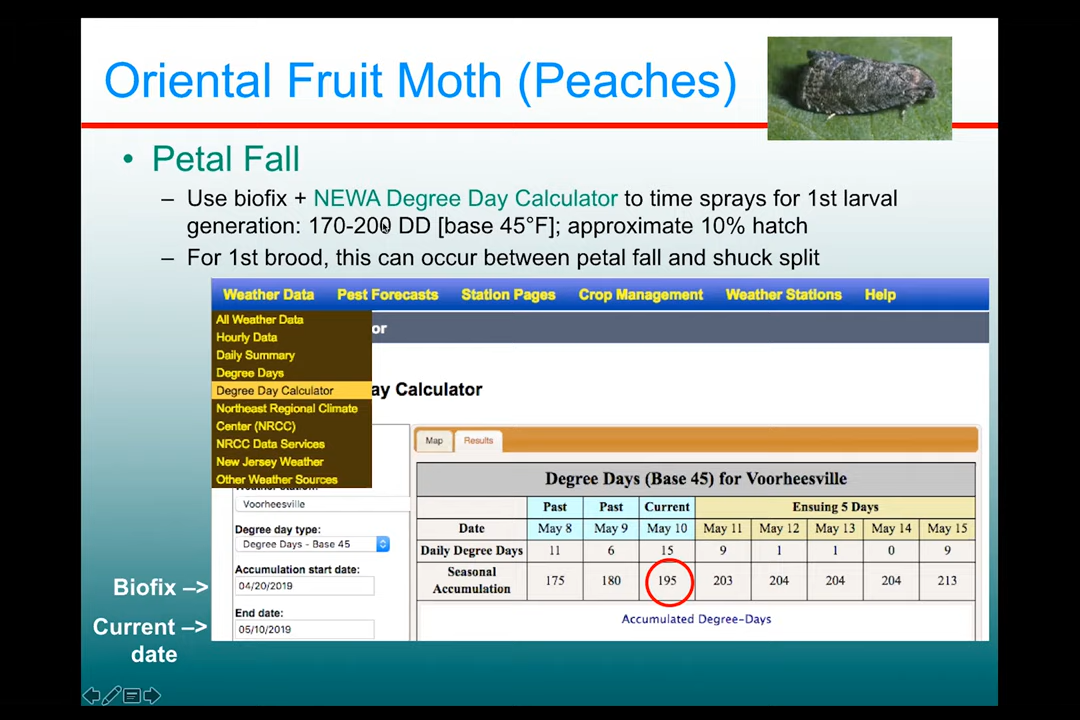 Oriental Fruit Moth (Peaches)
• Petal Fall
– Use biofix + NEWA Degree Day Calculator to time sprays for 1st larval
generation: 170-200 DD [base 45°F]; approximate 10% hatch
– For 1st brood, this can occur between petal fall and shuck split
Weather Data Pest Forecasts Station Pages Crop Management Weather Stations Help
All Weather Data
Hourly Data
Daily Summary
Degree Days
Degree Day Calculator
Northeast Regional Climate
Center (NRCC)
NRCC Data Services
New Jersey Weather
Other Weather Sources
or
ay Calculator
Weather station:
Voorheesville
Degree day type:
Degree Days - Base 45
Accumulation start date:
Biofix –> 04/20/2019
End date:
Current –> 05/10/2019
date
Map Results
Degree Days (Base 45) for Voorheesville
Past Past Current Ensuing 5 Days
Date May 8 May 9 May 10 May 11 May 12 May 13 May 14 May 15
Daily Degree Days 11 6 15 9 1 1 0 9
Seasonal
Accumulation 175 180 195 203 204 204 204 213
Accumulated Degree-Days